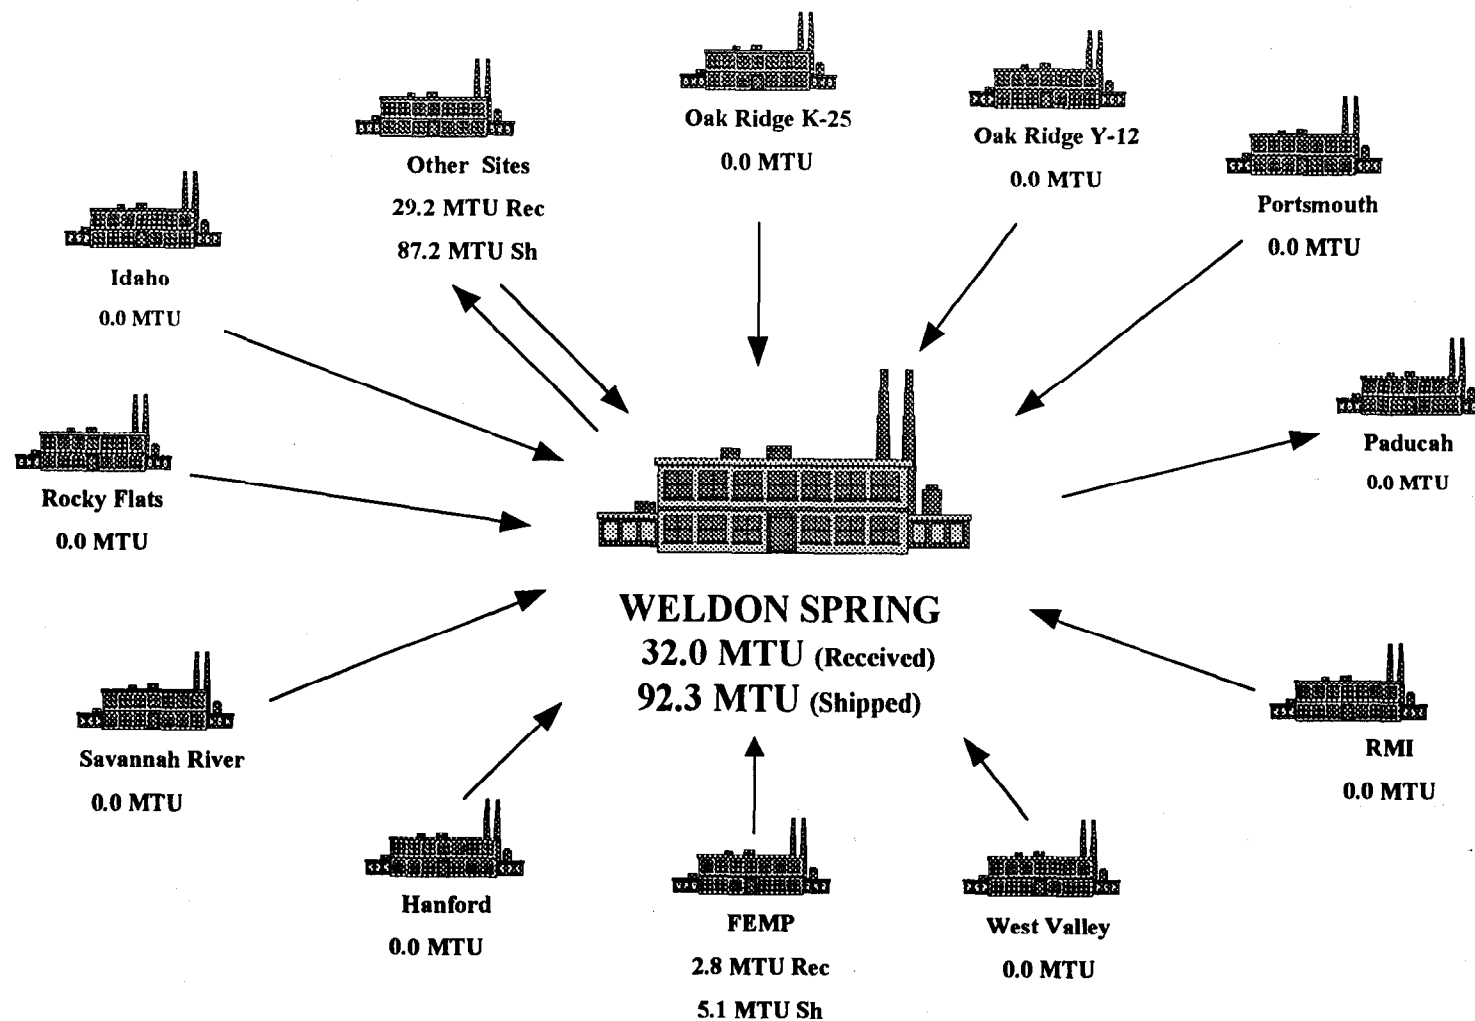 Oak Ridge K-25
0.0 MTU
Oak Ridge Y-12
0.0 MTU
Other Sites
29.2 MTU Rec
87.2 MTU Sh
Portsmouth
0.0 MTU
Idaho
0.0 MTU
Paducah
0.0 MTU
Rocky Flats
0.0 MTU
WELDON SPRING
32.0 MTU (Received)
92.3 MTU (Shipped)
Savannah River
0.0 MTU
RMI
0.0 MTU
Hanford
0.0 MTU
FEMP
2.8 MTU Rec
5.1 MTU Sh
West Valley
0.0 MTU